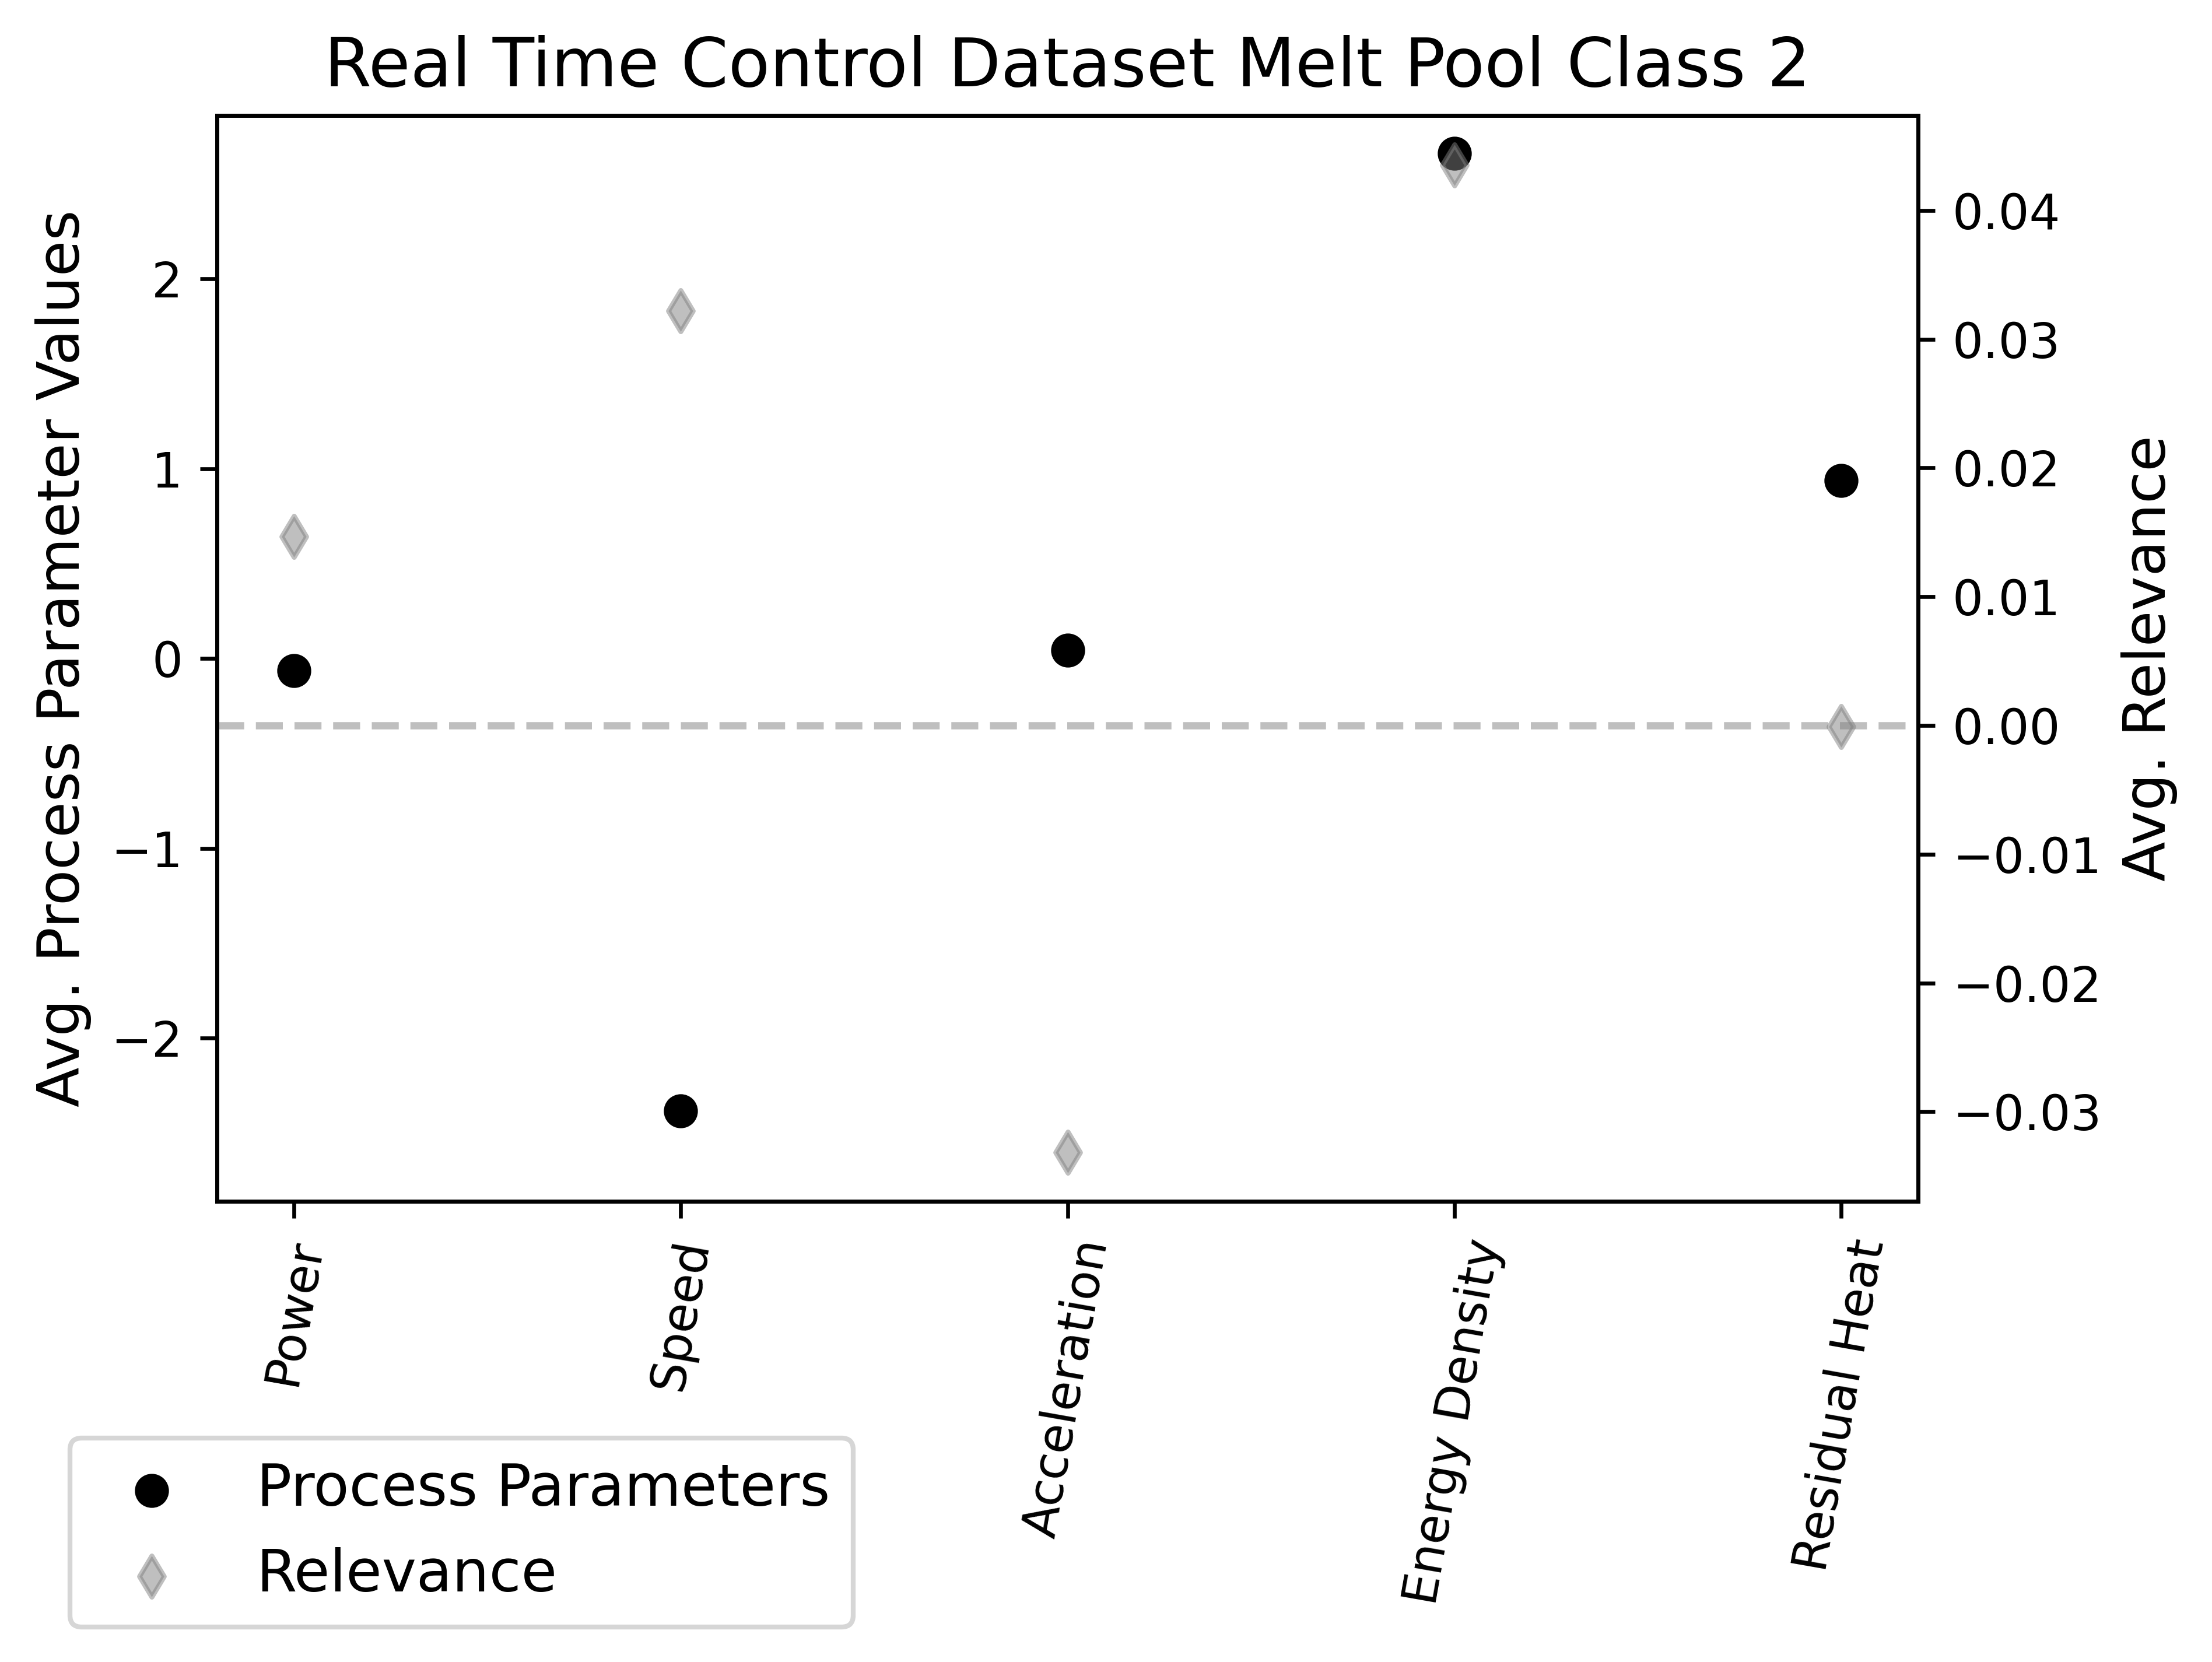 Real Time Control Dataset Melt Pool Class 2
Avg. Process Parameter Values
2
1
0
−1
−2
0.04
0.03
0.02
0.01
0.00
−0.01
−0.02
−0.03
Avg. Relevance
Power
Speed
Acceleration
Energy Density
Residual Heat
Process Parameters
Relevance